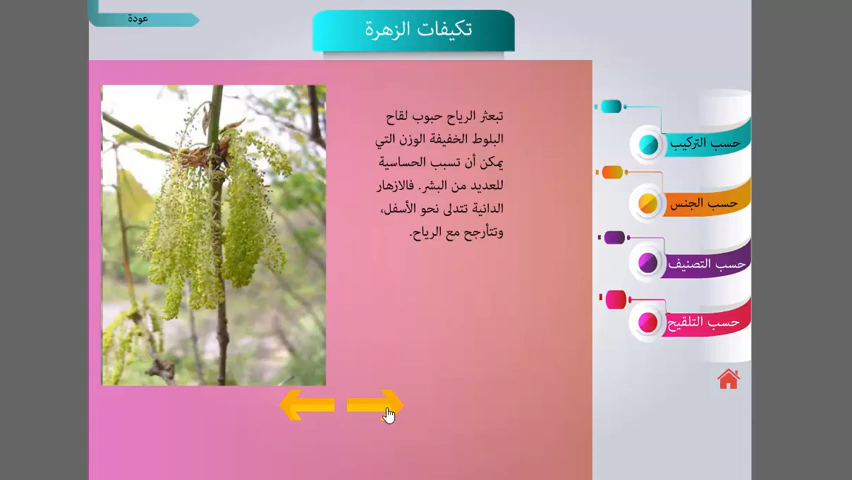 عودة
تكيفات الزهرة
تبعثر الرياح حبوب لقاح
البلوط الخفيفة الوزن التي
يمكن أن تسبب الحساسية
للعديد من البشر. فالازهار
الدانية تتدلى نحو الأسفل،
وتتأرجح مع الرياح.
حسب التركيب
حسب الجنس
حسب التصنيف
حسب التلقيح